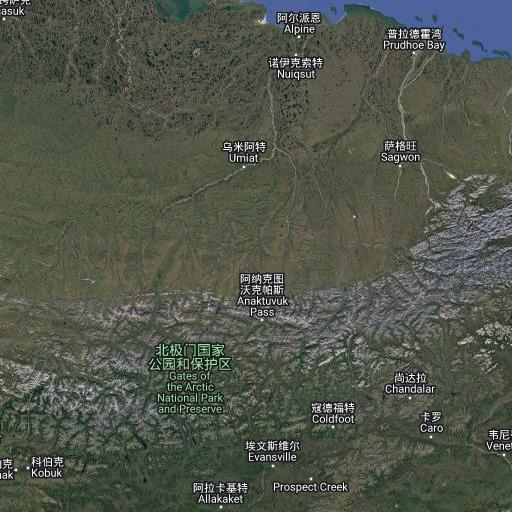 阿尔派恩
Alpine
普拉德霍湾
Prudhoe Bay
诺伊克索特
Nuiqsut
乌米阿特
Umiat
萨格旺
Sagwon
阿纳克图
沃克帕斯
Anaktuvuk
Pass
北极门国家
公园和保护区
Gates of
the Arctic
National Park
and Preserve
尚达拉
Chandalar
寇德福特
Coldfoot
卡罗
Caro
埃文斯维尔
Evansville
科伯克
Kobuk
阿拉卡基特
Allakaket
Prospect Creek